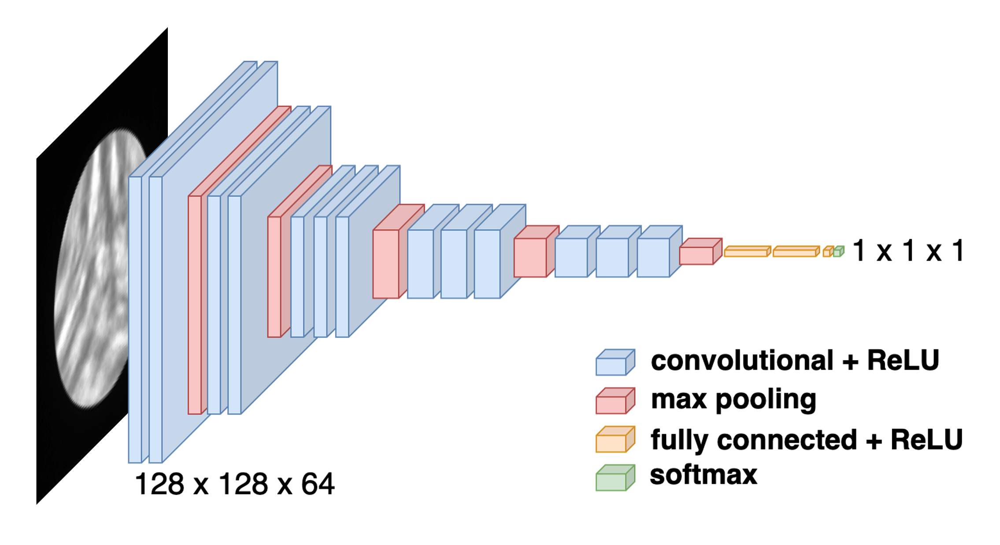 1 x 1 x 1
convolutional + ReLU
max pooling
fully connected + ReLU
softmax
128 x 128 x 64